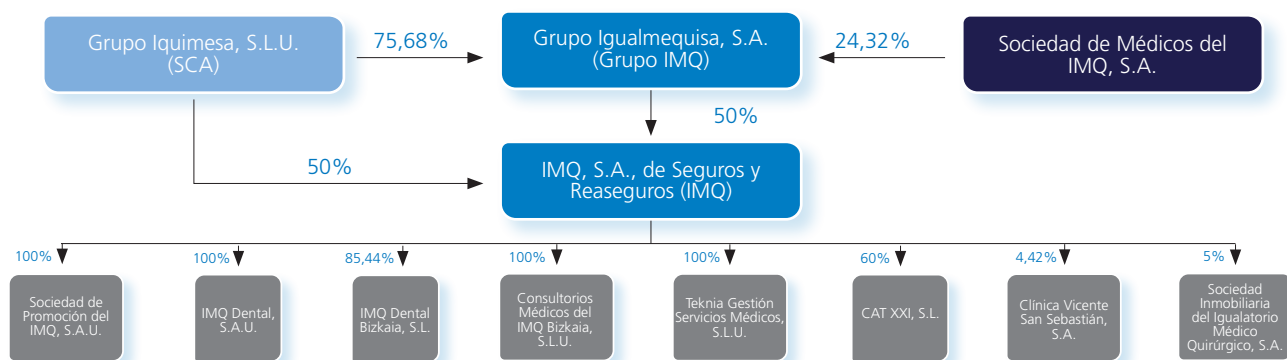 Grupo Iquimesa, S.L.U.
(SCA)
75,68%
Grupo Igualmequisa, S.A.
(Grupo IMQ)
24,32%
Sociedad de Médicos del
IMQ, S.A.
50%
50%
IMQ, S.A., de Seguros y
Reaseguros (IMQ)
100%
Sociedad de
Promoción del
IMQ, S.A.U.
100%
IMQ Dental,
S.A.U.
85,44%
IMQ Dental
Bizkaia, S.L.
100%
Consultorios
Médicos del
IMQ Bizkaia,
S.L.U.
100%
Teknia Gestión
Servicios Médicos,
S.L.U.
60%
CAT XXI, S.L.
4,42%
Clínica Vicente
San Sebastián,
S.A.
5%
Sociedad
Inmobiliaria
del Igualatorio
Médico
Quirúrgico, S.A.